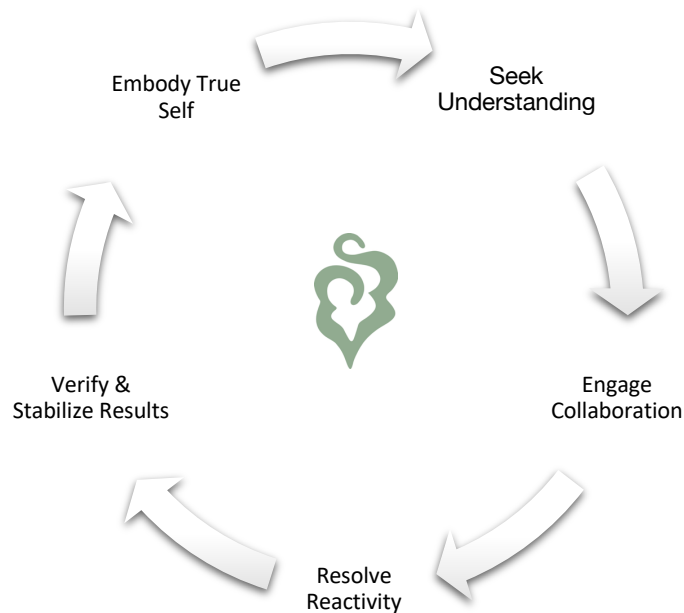 Embody True
Self
Seek
Understanding
Engage
Collaboration
Resolve
Reactivity
Verify &
Stabilize Results